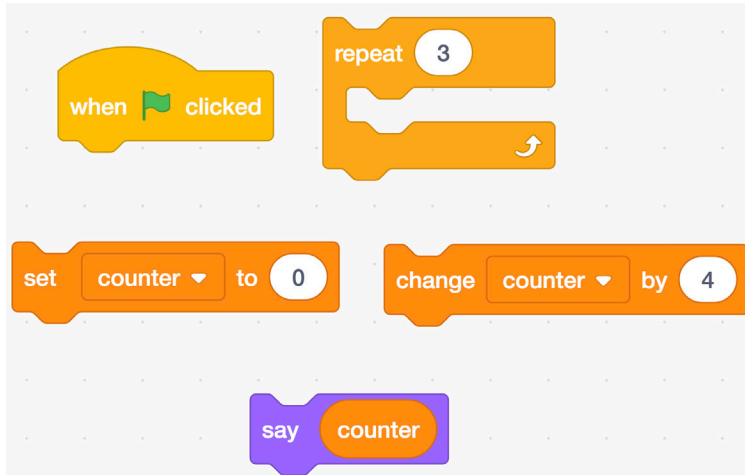 when clicked
repeat 3
set counter to 0
change counter by 4
say counter